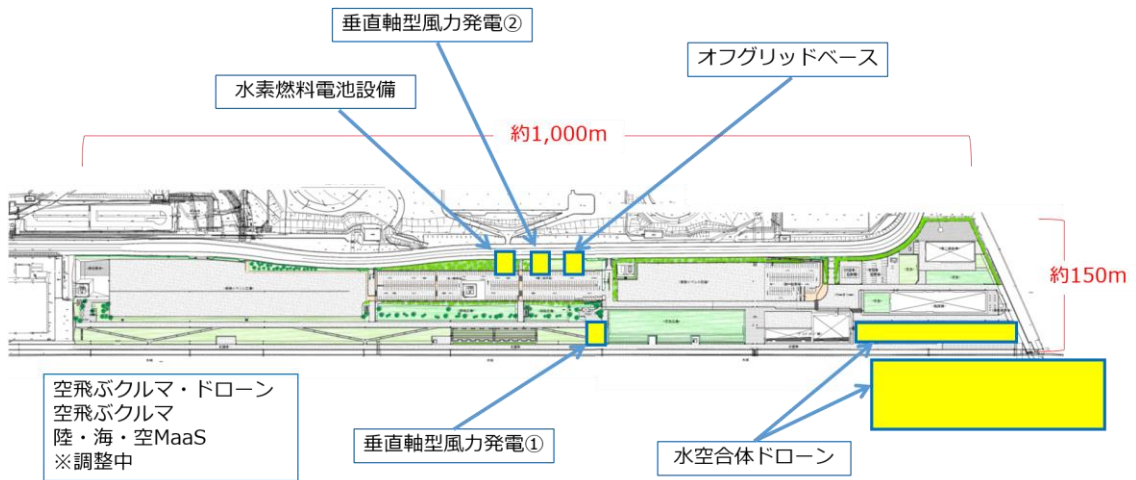 垂直軸型風力発電②
オフグリッドベース
水素燃料電池設備
約1,000m
約150m
空飛ぶクルマ・ドローン
空飛ぶクルマ
陸・海・空MaaS
※調整中
垂直軸型風力発電①
水空合体ドローン